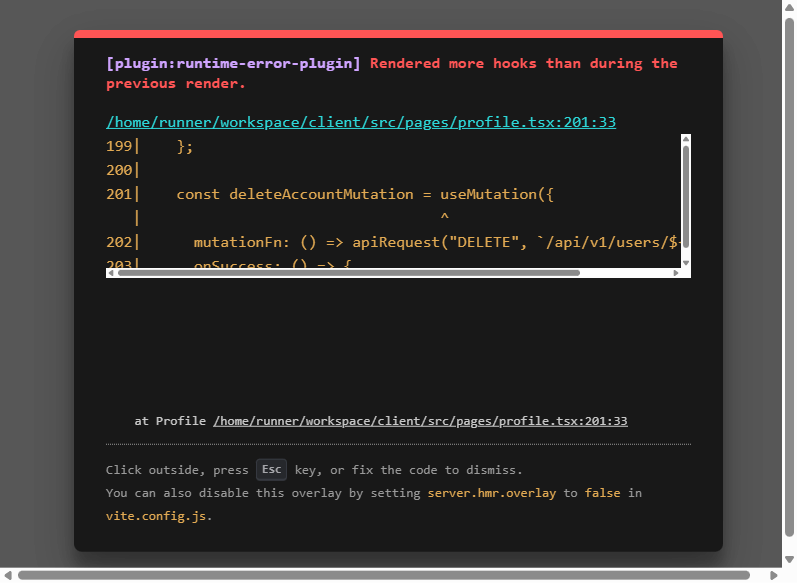 [plugin:runtime-error-plugin] Rendered more hooks than during the
previous render.
/home/runner/workspace/client/src/pages/profile.tsx:201:33
199|    };
200|
201|    const deleteAccountMutation = useMutation({
   |                                  ^
202|      mutationFn: () => apiRequest("DELETE", `/api/v1/users/$
203|      onSuccess: () => {
at Profile /home/runner/workspace/client/src/pages/profile.tsx:201:33
Click outside, press Esc key, or fix the code to dismiss.
You can also disable this overlay by setting server.hmr.overlay to false in
vite.config.js.